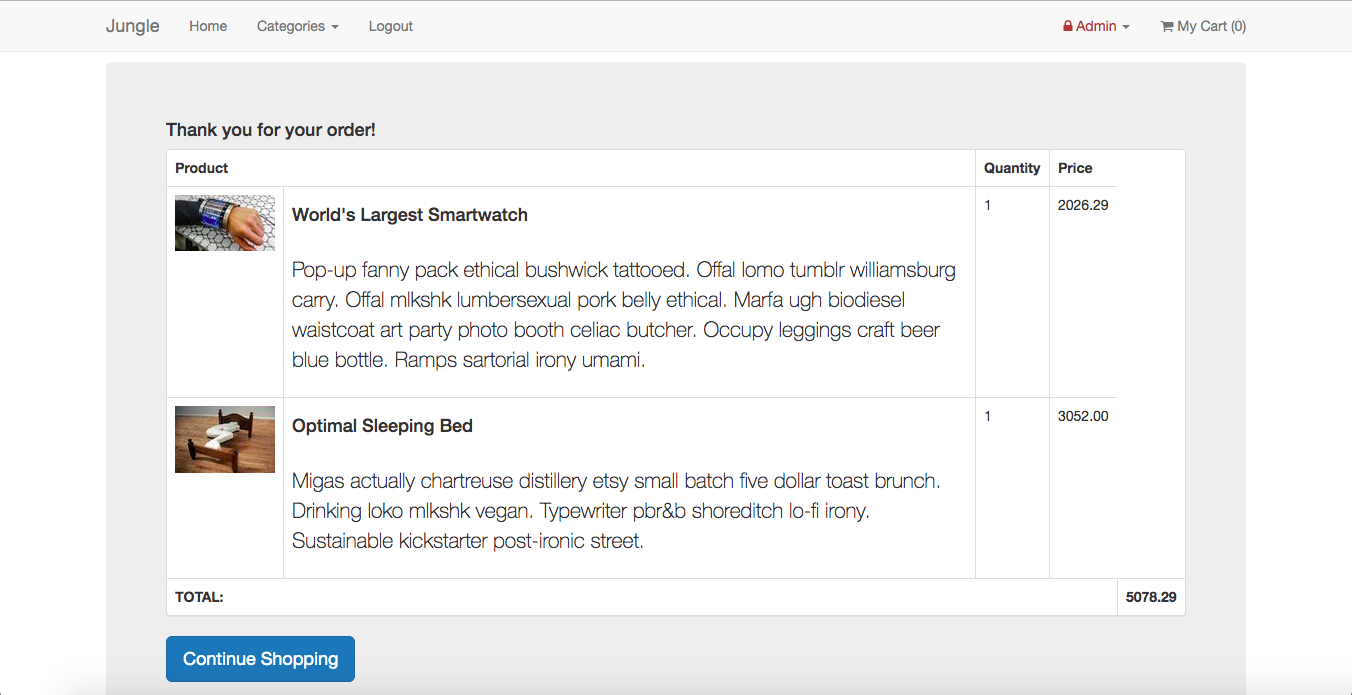 Jungle Home Categories Logout Admin My Cart (0)
Thank you for your order!
Product Quantity Price
World's Largest Smartwatch 1 2026.29
Pop-up fanny pack ethical bushwick tattooed. Offal lomo tumblr williamsburg
carry. Offal mlkshk lumbersexual pork belly ethical. Marfa ugh biodiesel
waistcoat art party photo booth celiac butcher. Occupy leggings craft beer
blue bottle. Ramps sartorial irony umami.
Optimal Sleeping Bed 1 3052.00
Migas actually chartreuse distillery etsy small batch five dollar toast brunch.
Drinking loko mlkshk vegan. Typewriter pbr&b shoreditch lo-fi irony.
Sustainable kickstarter post-ironic street.
TOTAL: 5078.29
Continue Shopping